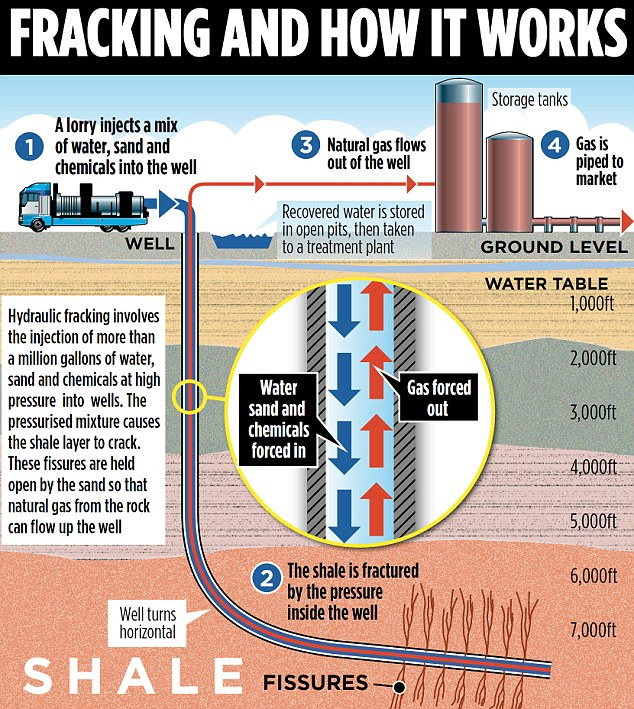 FRACKING AND HOW IT WORKS
1
A lorry injects a mix
of water, sand and
chemicals into the well
3
Natural gas flows
out of the well
Storage tanks
4
Gas is
piped to
market
Recovered water is stored
in open pits, then taken
to a treatment plant
WELL
GROUND LEVEL
WATER TABLE
1,000ft
2,000ft
3,000ft
4,000ft
5,000ft
6,000ft
7,000ft
Hydraulic fracking involves
the injection of more than
a million gallons of water,
sand and chemicals at high
pressure into wells. The
pressurised mixture causes
the shale layer to crack.
These fissures are held
open by the sand so that
natural gas from the rock
can flow up the well
Water
sand and
chemicals
forced in
Gas forced
out
2
The shale is fractured
by the pressure
inside the well
Well turns
horizontal
SHALE
FISSURES